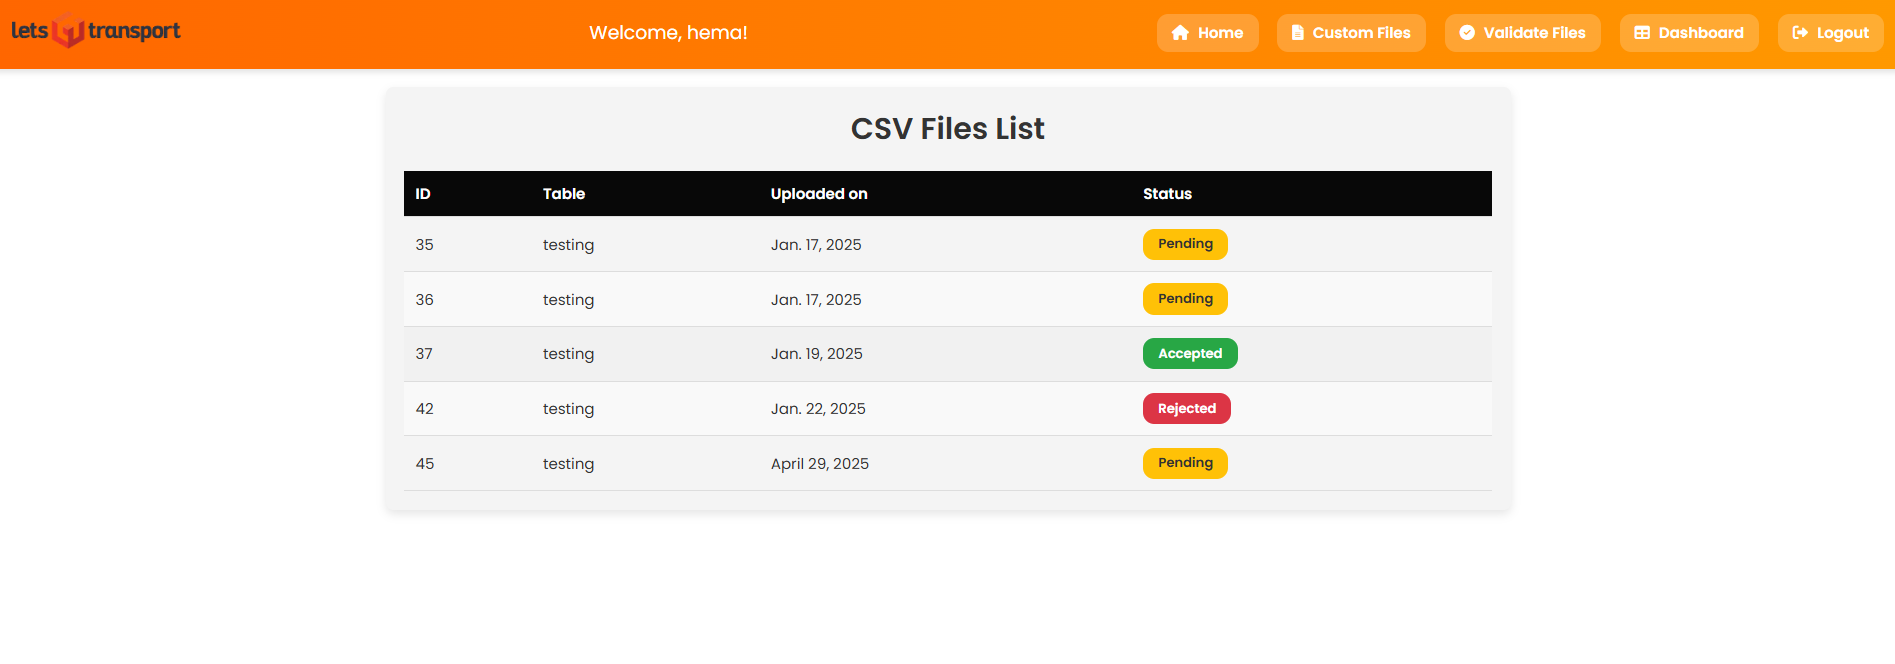 lets transport
Welcome, hema!
Home
Custom Files
Validate Files
Dashboard
Logout
CSV Files List
ID Table Uploaded on Status
35 testing Jan. 17, 2025 Pending
36 testing Jan. 17, 2025 Pending
37 testing Jan. 19, 2025 Accepted
42 testing Jan. 22, 2025 Rejected
45 testing April 29, 2025 Pending